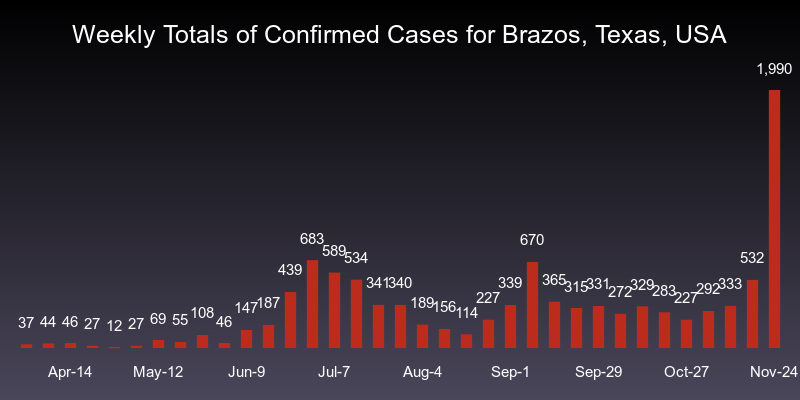 Weekly Totals of Confirmed Cases for Brazos, Texas, USA
37 44 46 27 12 27 69 55 108 46 147 187 439 683 589 534 341 340 189 156 114 227 339 670 365 315 331 272 329 283 227 292 333 532 1,990
Apr-14 May-12 Jun-9 Jul-7 Aug-4 Sep-1 Sep-29 Oct-27 Nov-24